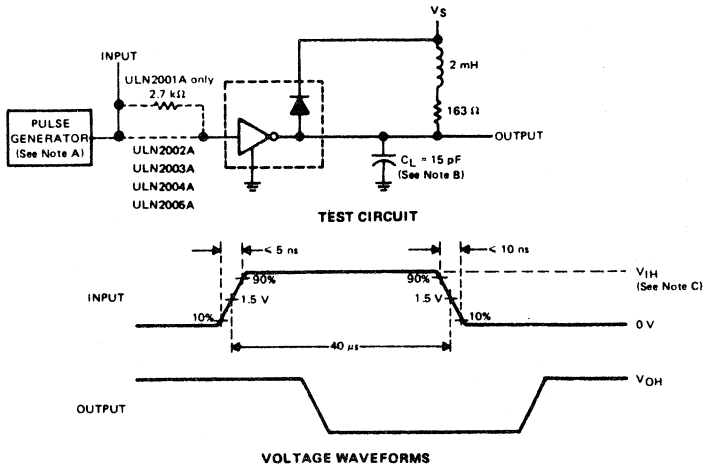 VS
INPUT
ULN2001A only
2.7 kΩ
2 mH
163 Ω
PULSE
GENERATOR
(See Note A)
ULN2002A
ULN2003A
ULN2004A
ULN2005A
OUTPUT
CL = 15 pF
(See Note B)
TEST CIRCUIT
< 5 ns
< 10 ns
90%
90%
VIH
(See Note C)
INPUT
1.5 V
1.5 V
10%
10%
0 V
40 μs
VOH
OUTPUT
VOLTAGE WAVEFORMS